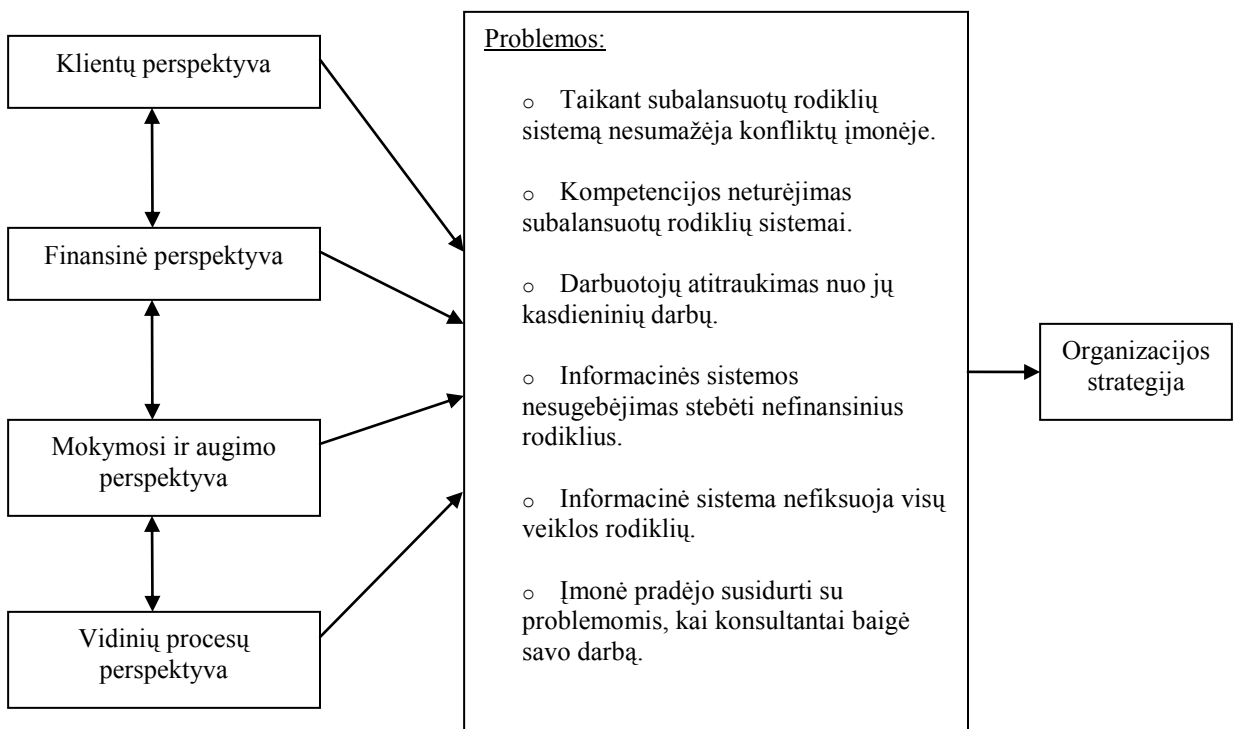 Klientų perspektyva
Finansinė perspektyva
Mokymosi ir augimo
perspektyva
Vidinių procesų
perspektyva
Problemos:
o Taikant subalansuotų rodiklių
sistemą nesumažėja konfliktų įmonėje.
o Kompetencijos neturėjimas
subalansuotų rodiklių sistemai.
o Darbuotojų atitraukimas nuo jų
kasdieninių darbų.
o Informacinės sistemos
nesugebėjimas stebėti nefinansinius
rodiklius.
o Informacinė sistema nefiksuoja visų
veiklos rodiklių.
o Įmonė pradėjo susidurti su
problemomis, kai konsultantai baigė
savo darbą.
Organizacijos
strategija